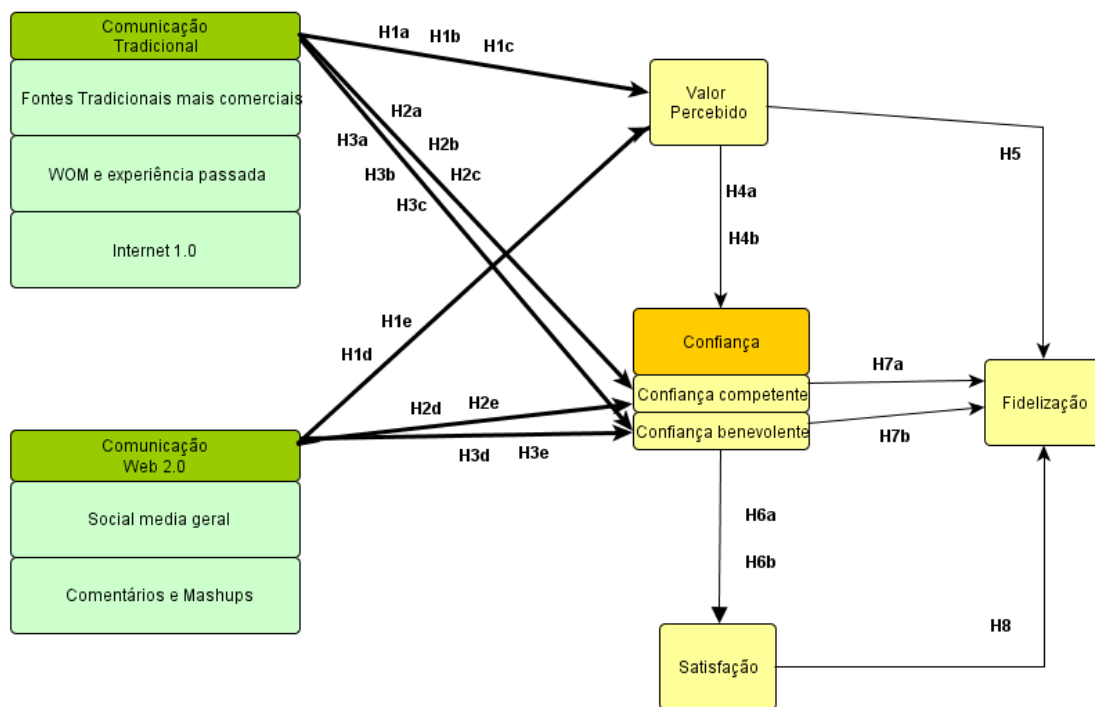 Comunicação
Tradicional
Fontes Tradicionais mais comerciais
WOM e experiência passada
Internet 1.0
H1a
H1b
H1c
H2a
H2b
H2c
H3a
H3b
H3c
Valor
Percebido
H5
H4a
H4b
H1e
H1d
Confiança
Confiança competente
Confiança benevolente
H7a
H7b
Fidelização
H2d
H2e
H3d
H3e
Comunicação
Web 2.0
Social media geral
Comentários e Mashups
H6a
H6b
Satisfação
H8